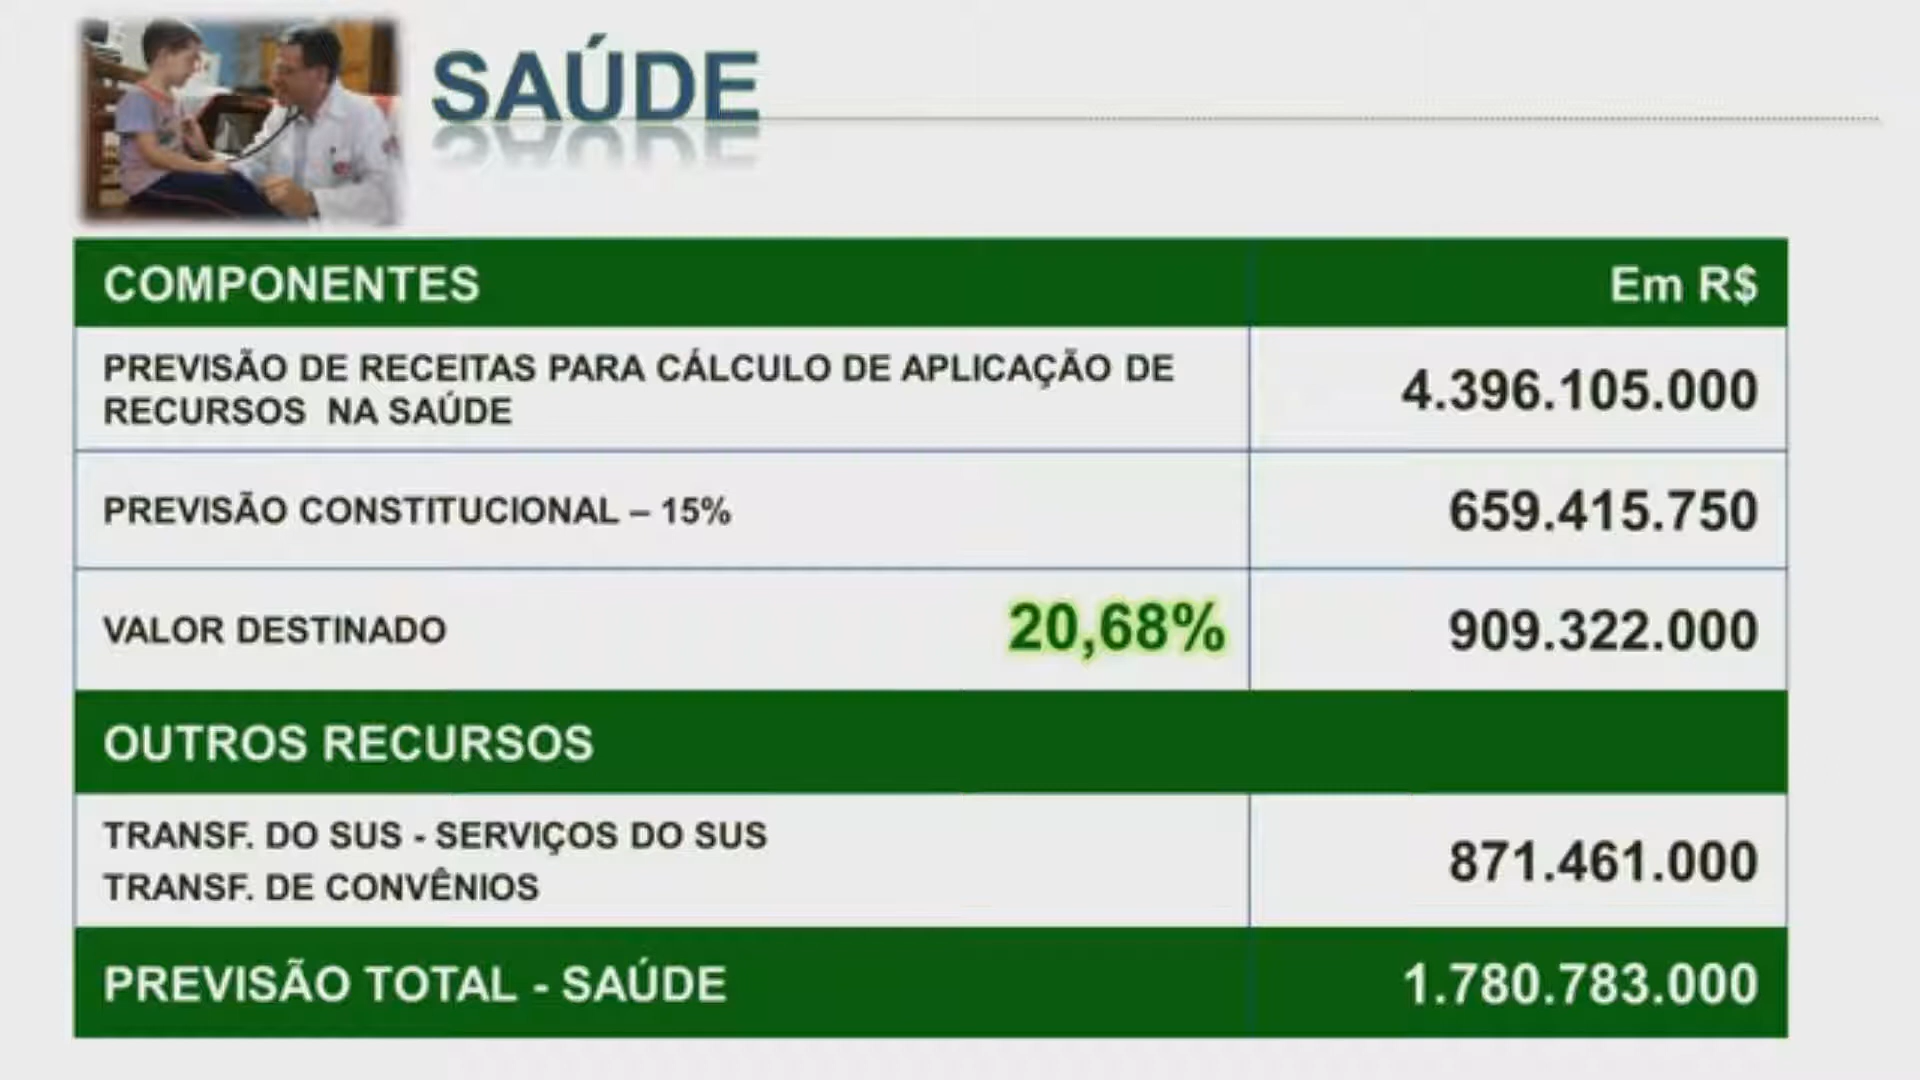 SAÚDE
COMPONENTES Em R$
PREVISÃO DE RECEITAS PARA CÁLCULO DE APLICAÇÃO DE
RECURSOS NA SAÚDE 4.396.105.000
PREVISÃO CONSTITUCIONAL – 15% 659.415.750
VALOR DESTINADO 20,68% 909.322.000
OUTROS RECURSOS
TRANSF. DO SUS - SERVIÇOS DO SUS
TRANSF. DE CONVÊNIOS 871.461.000
PREVISÃO TOTAL - SAÚDE 1.780.783.000